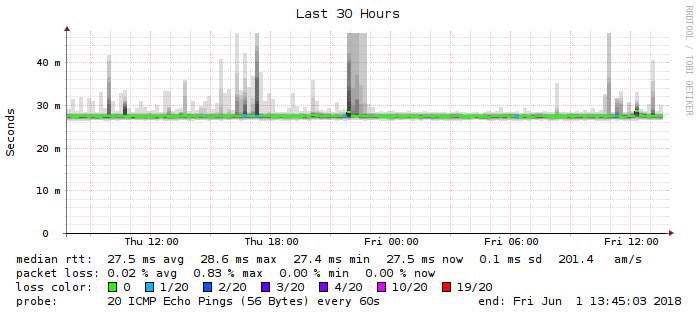 Last 30 Hours
RRDTOOL / TOBI OETIKER
Seconds
40 m
30 m
20 m
10 m
0
Thu 12:00 Thu 18:00 Fri 00:00 Fri 06:00 Fri 12:00
median rtt: 27.5 ms avg 28.6 ms max 27.4 ms min 27.5 ms now 0.1 ms sd 201.4 am/s
packet loss: 0.02 % avg 0.83 % max 0.00 % min 0.00 % now
loss color: 0 1/20 2/20 3/20 4/20 10/20 19/20
probe: 20 ICMP Echo Pings (56 Bytes) every 60s end: Fri Jun 1 13:45:03 2018